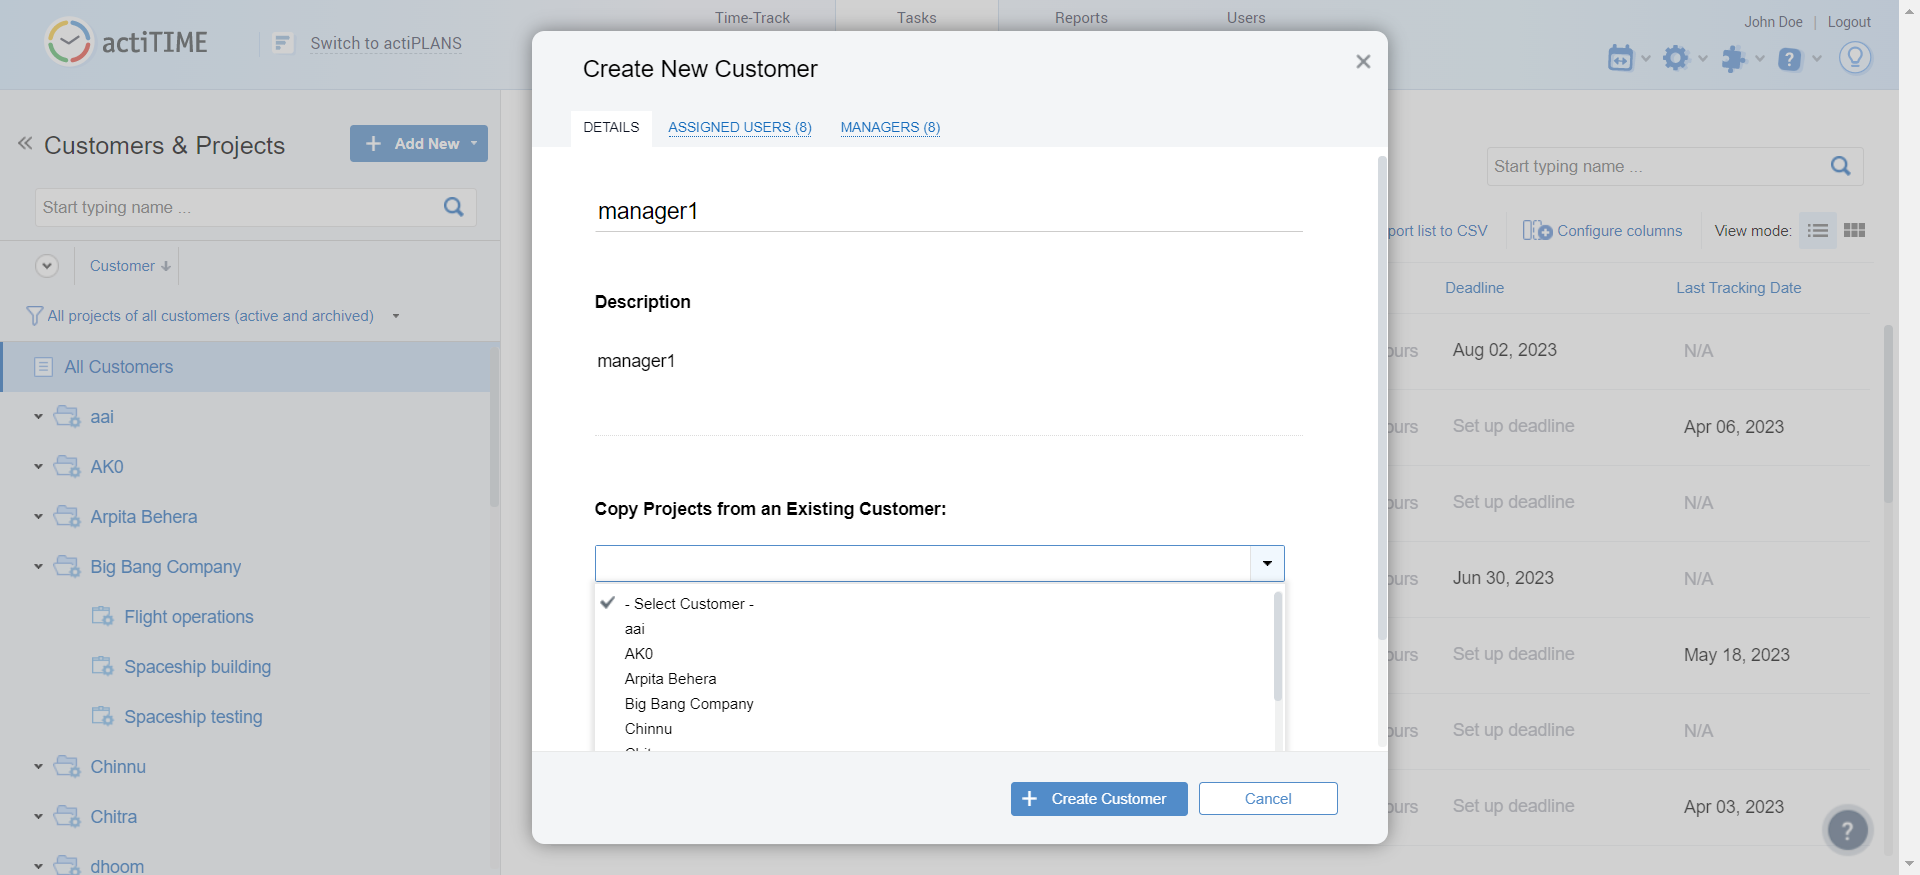 actiTIME
Switch to actiPLANS
Time-Track
Tasks
Reports
Users
John Doe | Logout
Customers & Projects
Add New
Start typing name ...
Customer
All projects of all customers (active and archived)
All Customers
aai
AK0
Arpita Behera
Big Bang Company
Flight operations
Spaceship building
Spaceship testing
Chinnu
Chitra
dhoom
Create New Customer
DETAILS
ASSIGNED USERS (8)
MANAGERS (8)
manager1
Description
manager1
Copy Projects from an Existing Customer:
- Select Customer -
aai
AK0
Arpita Behera
Big Bang Company
Chinnu
Create Customer
Cancel
Start typing name ...
list to CSV
Configure columns
View mode:
Deadline
Last Tracking Date
Aug 02, 2023
N/A
Set up deadline
Apr 06, 2023
Set up deadline
N/A
Jun 30, 2023
N/A
Set up deadline
May 18, 2023
Set up deadline
N/A
Set up deadline
Apr 03, 2023
?